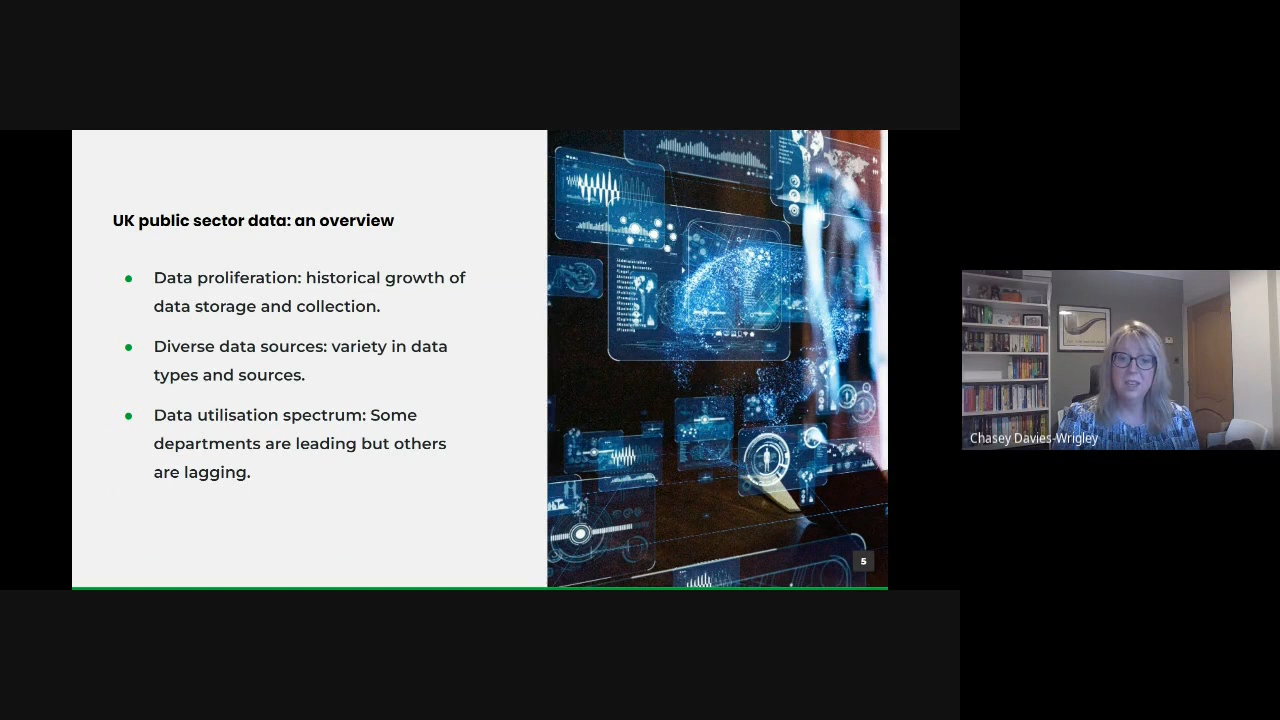 UK public sector data: an overview
Data proliferation: historical growth of
data storage and collection.
Diverse data sources: variety in data
types and sources.
Data utilisation spectrum: Some
departments are leading but others
are lagging.
5
Chasey Davies-Wrigley